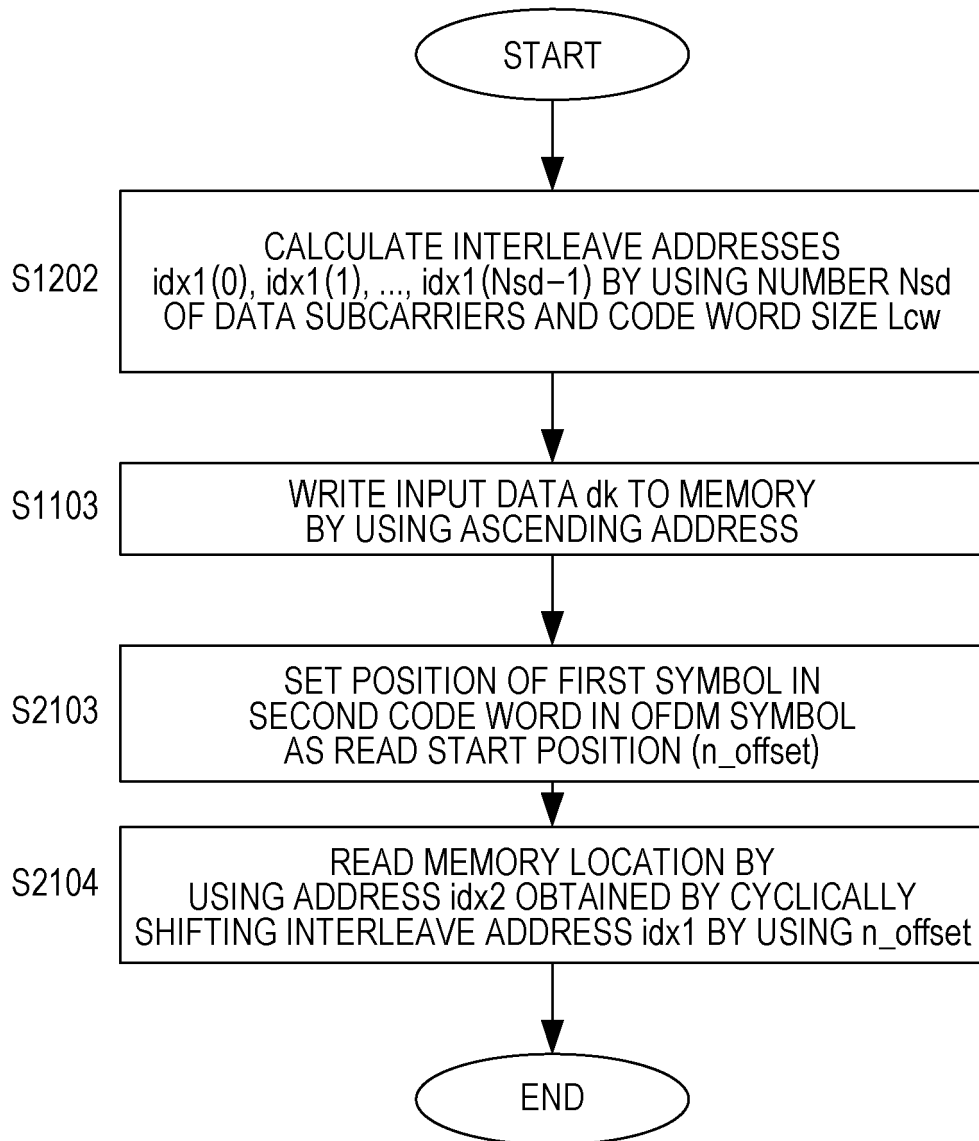 START
S1202
CALCULATE INTERLEAVE ADDRESSES
idx1(0), idx1(1), ..., idx1(Nsd−1) BY USING NUMBER Nsd
OF DATA SUBCARRIERS AND CODE WORD SIZE Lcw
S1103
WRITE INPUT DATA dk TO MEMORY
BY USING ASCENDING ADDRESS
S2103
SET POSITION OF FIRST SYMBOL IN
SECOND CODE WORD IN OFDM SYMBOL
AS READ START POSITION (n_offset)
S2104
READ MEMORY LOCATION BY
USING ADDRESS idx2 OBTAINED BY CYCLICALLY
SHIFTING INTERLEAVE ADDRESS idx1 BY USING n_offset
END